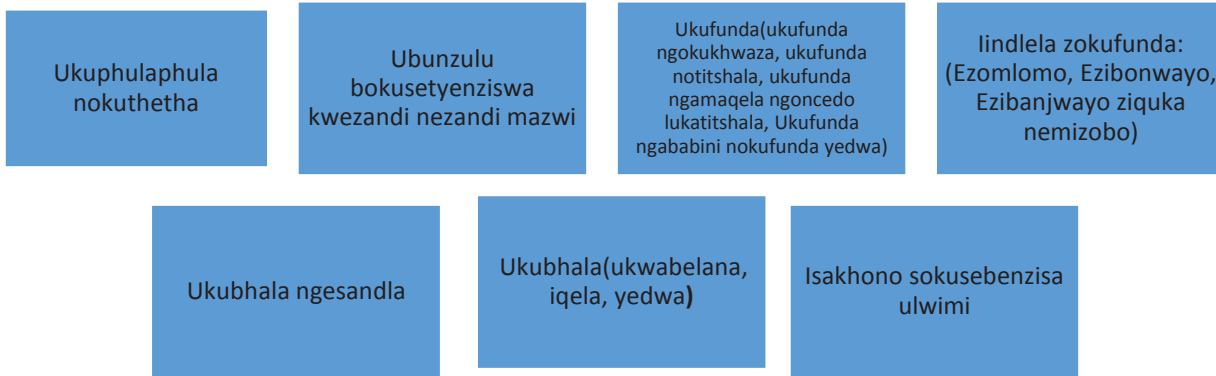 Ukuphulaphula
nokuthetha
Ubunzulu
bokusetyenziswa
kwezandi nezandi mazwi
Ukufunda(ukufunda
ngokukhwaza, ukufunda
notitshala, ukufunda
ngamaqela ngoncedo
lukatitshala, Ukufunda
ngababini nokufunda yedwa)
Iindlela zokufunda:
(Ezomlomo, Ezibonwayo,
Ezibanjwayo ziquka
nemizobo)
Ukubhala ngesandla
Ukubhala(ukwabelana,
iqela, yedwa)
Isakhono sokusebenzisa
ulwimi